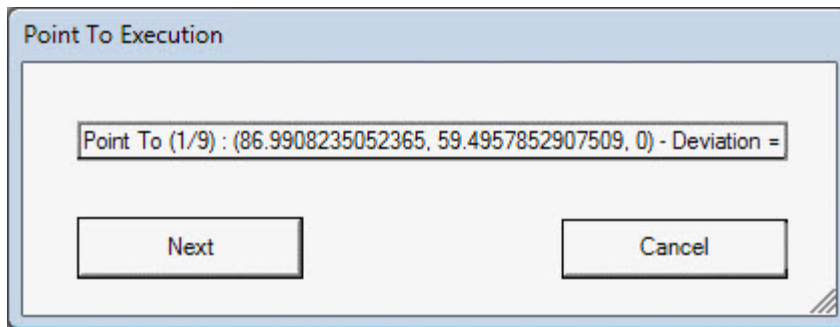 Point To Execution
Point To (1/9) : (86.9908235052365, 59.4957852907509, 0) - Deviation =
Next
Cancel